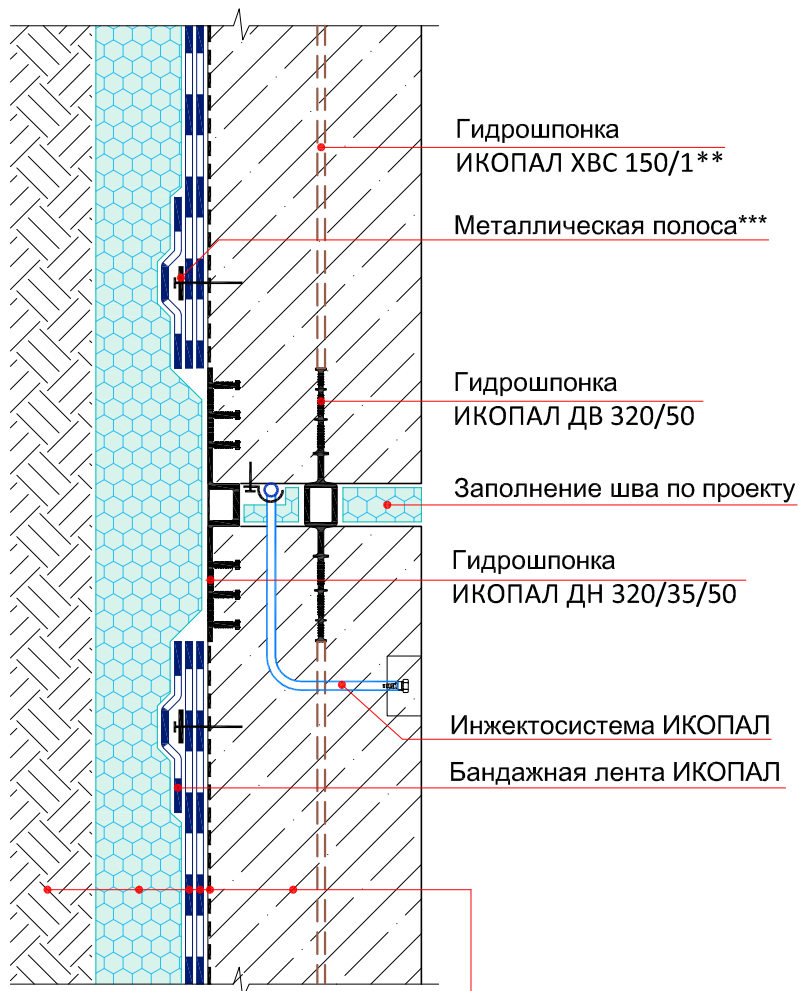 Гидрошпонка
ИКОПАЛ ХВС 150/1**
Металлическая полоса***
Гидрошпонка
ИКОПАЛ ДВ 320/50
Заполнение шва по проекту
Гидрошпонка
ИКОПАЛ ДН 320/35/50
Инжектосистема ИКОПАЛ
Бандажная лента ИКОПАЛ